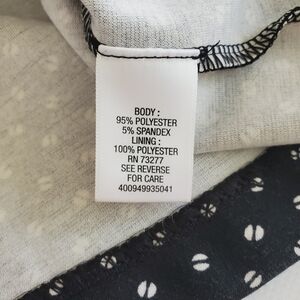 BODY :
95% POLYESTER
5% SPANDEX
LINING :
100% POLYESTER
RN 73277
SEE REVERSE
FOR CARE
400949935041